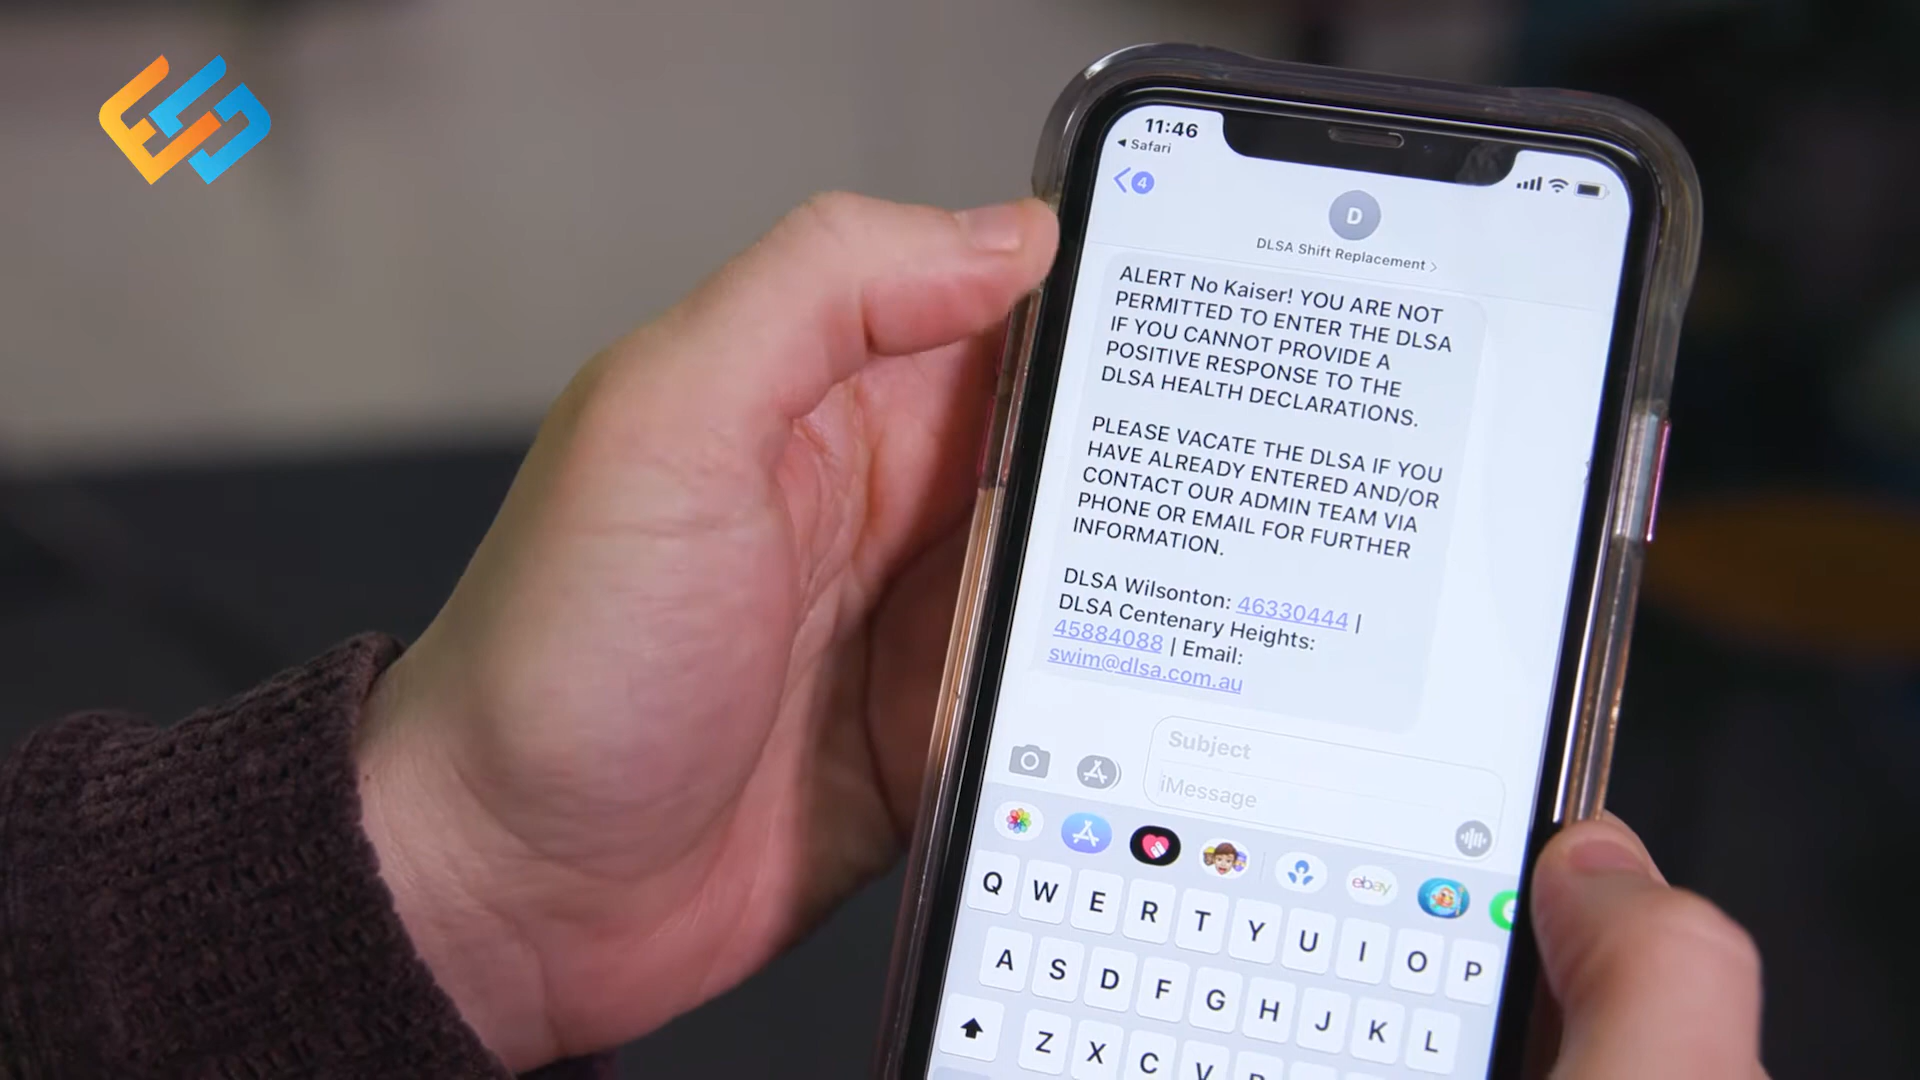 11:46
Safari
4
D
DLSA Shift Replacement
ALERT No Kaiser! YOU ARE NOT
PERMITTED TO ENTER THE DLSA
IF YOU CANNOT PROVIDE A
POSITIVE RESPONSE TO THE
DLSA HEALTH DECLARATIONS.
PLEASE VACATE THE DLSA IF YOU
HAVE ALREADY ENTERED AND/OR
CONTACT OUR ADMIN TEAM VIA
PHONE OR EMAIL FOR FURTHER
INFORMATION.
DLSA Wilsonton: 46330444 |
DLSA Centenary Heights:
45884088 | Email:
swim@dlsa.com.au
Subject
iMessage
ebay
Q W E R T Y U I O P
A S D F G H J K L
Z X C V